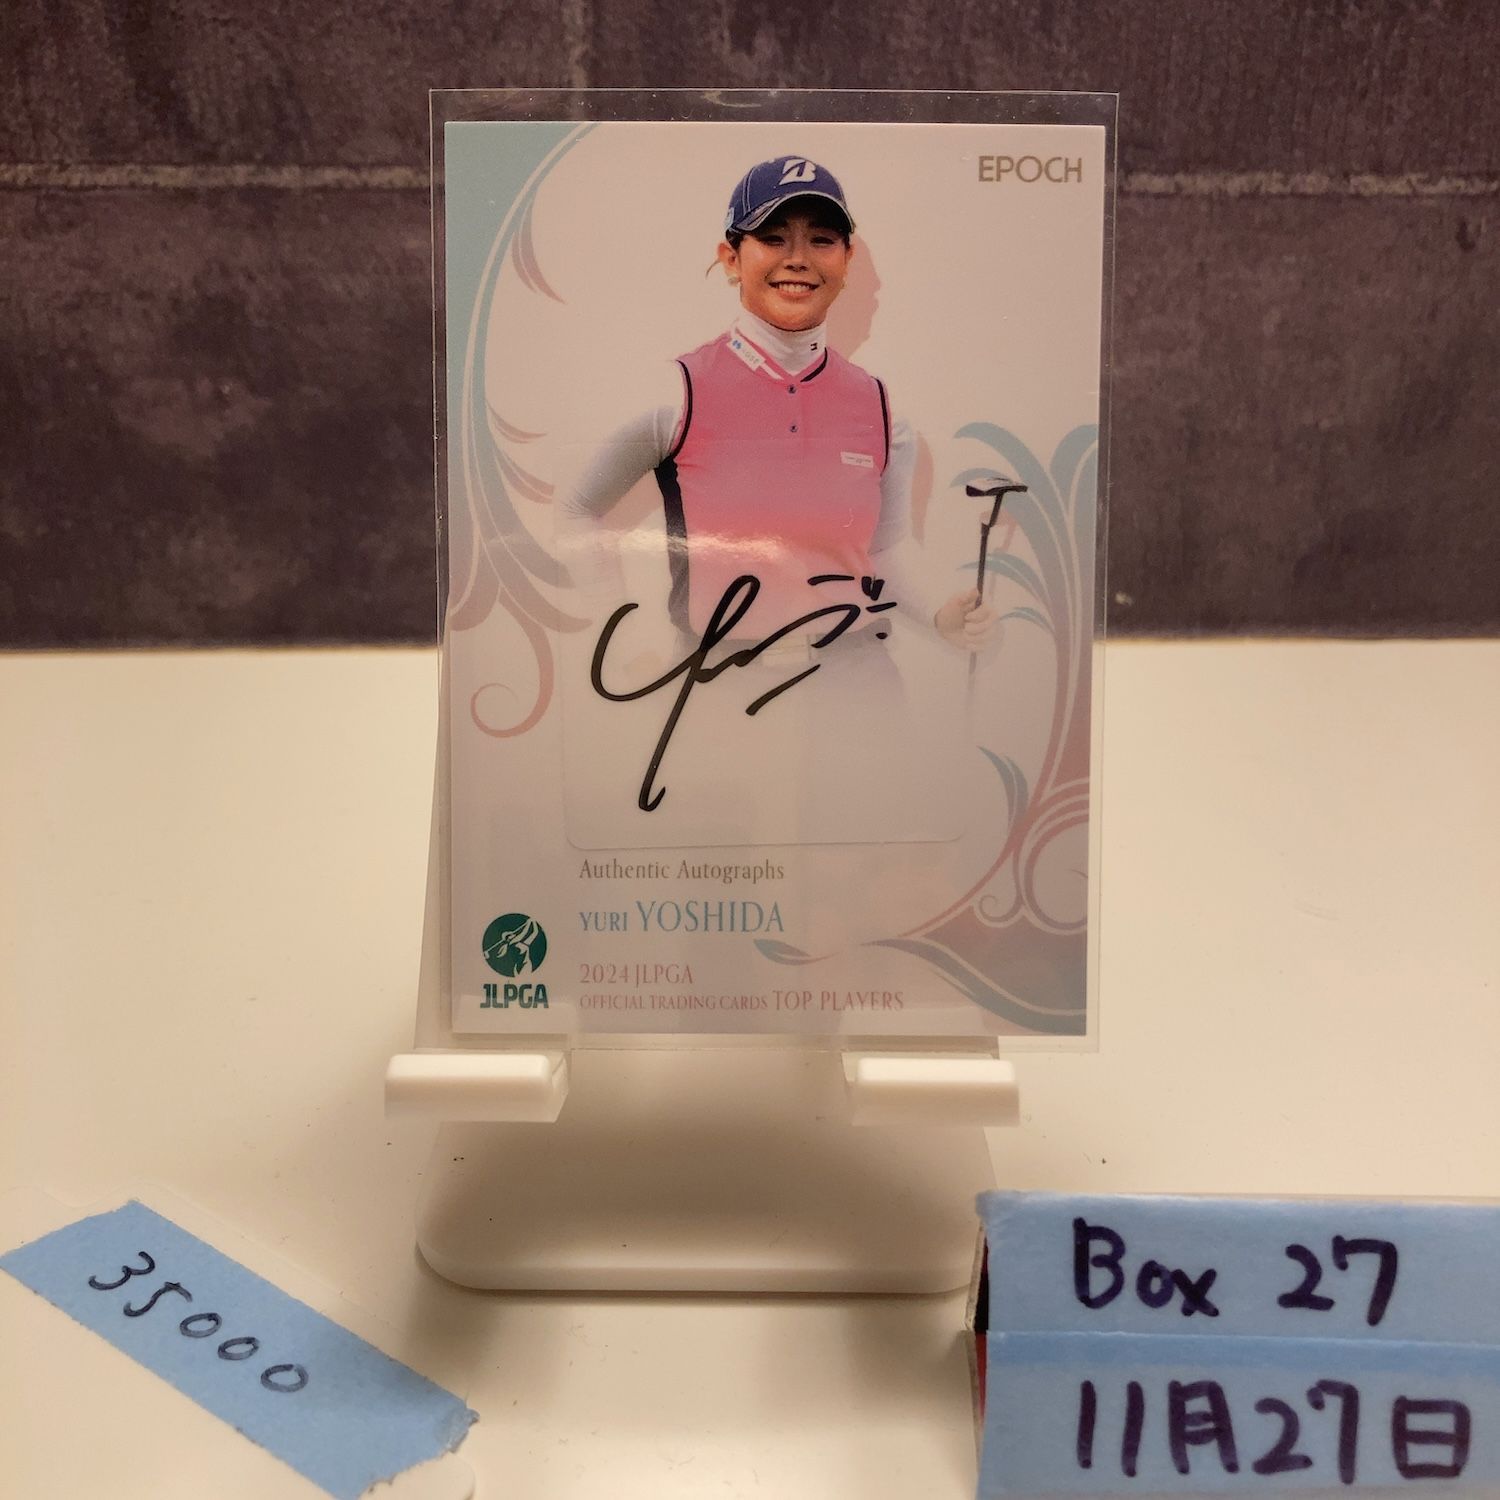 EPOCH
B
Authentic Autographs
YURI YOSHIDA
2024 JLPGA
OFFICIAL TRADING CARDS TOP PLAYERS
JLPGA
35000
Box 27
11月27日